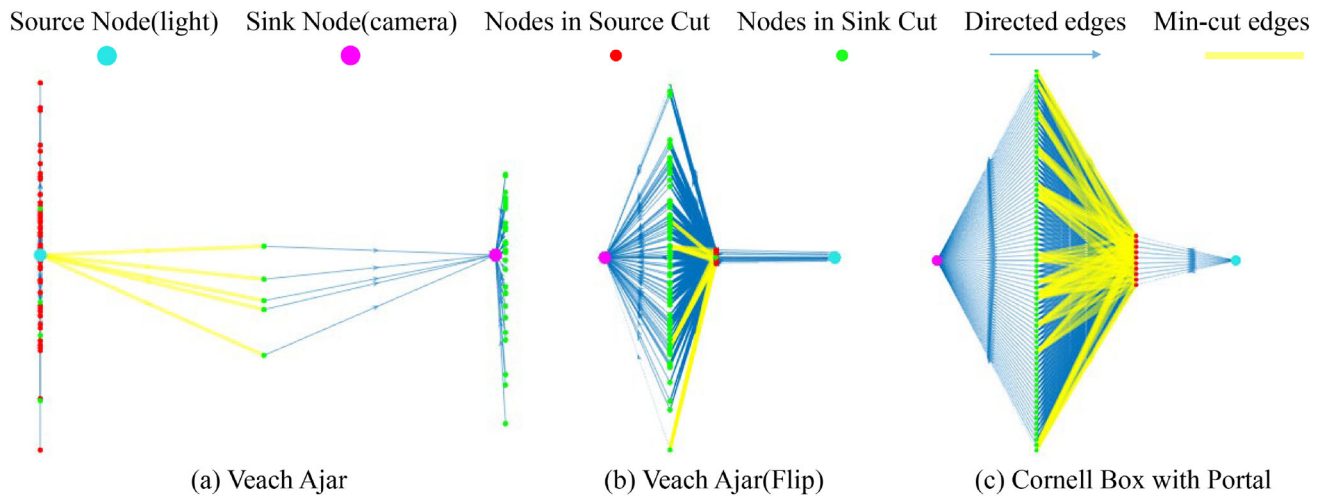 Source Node(light) Sink Node(camera) Nodes in Source Cut Nodes in Sink Cut Directed edges Min-cut edges
(a) Veach Ajar (b) Veach Ajar(Flip) (c) Cornell Box with Portal